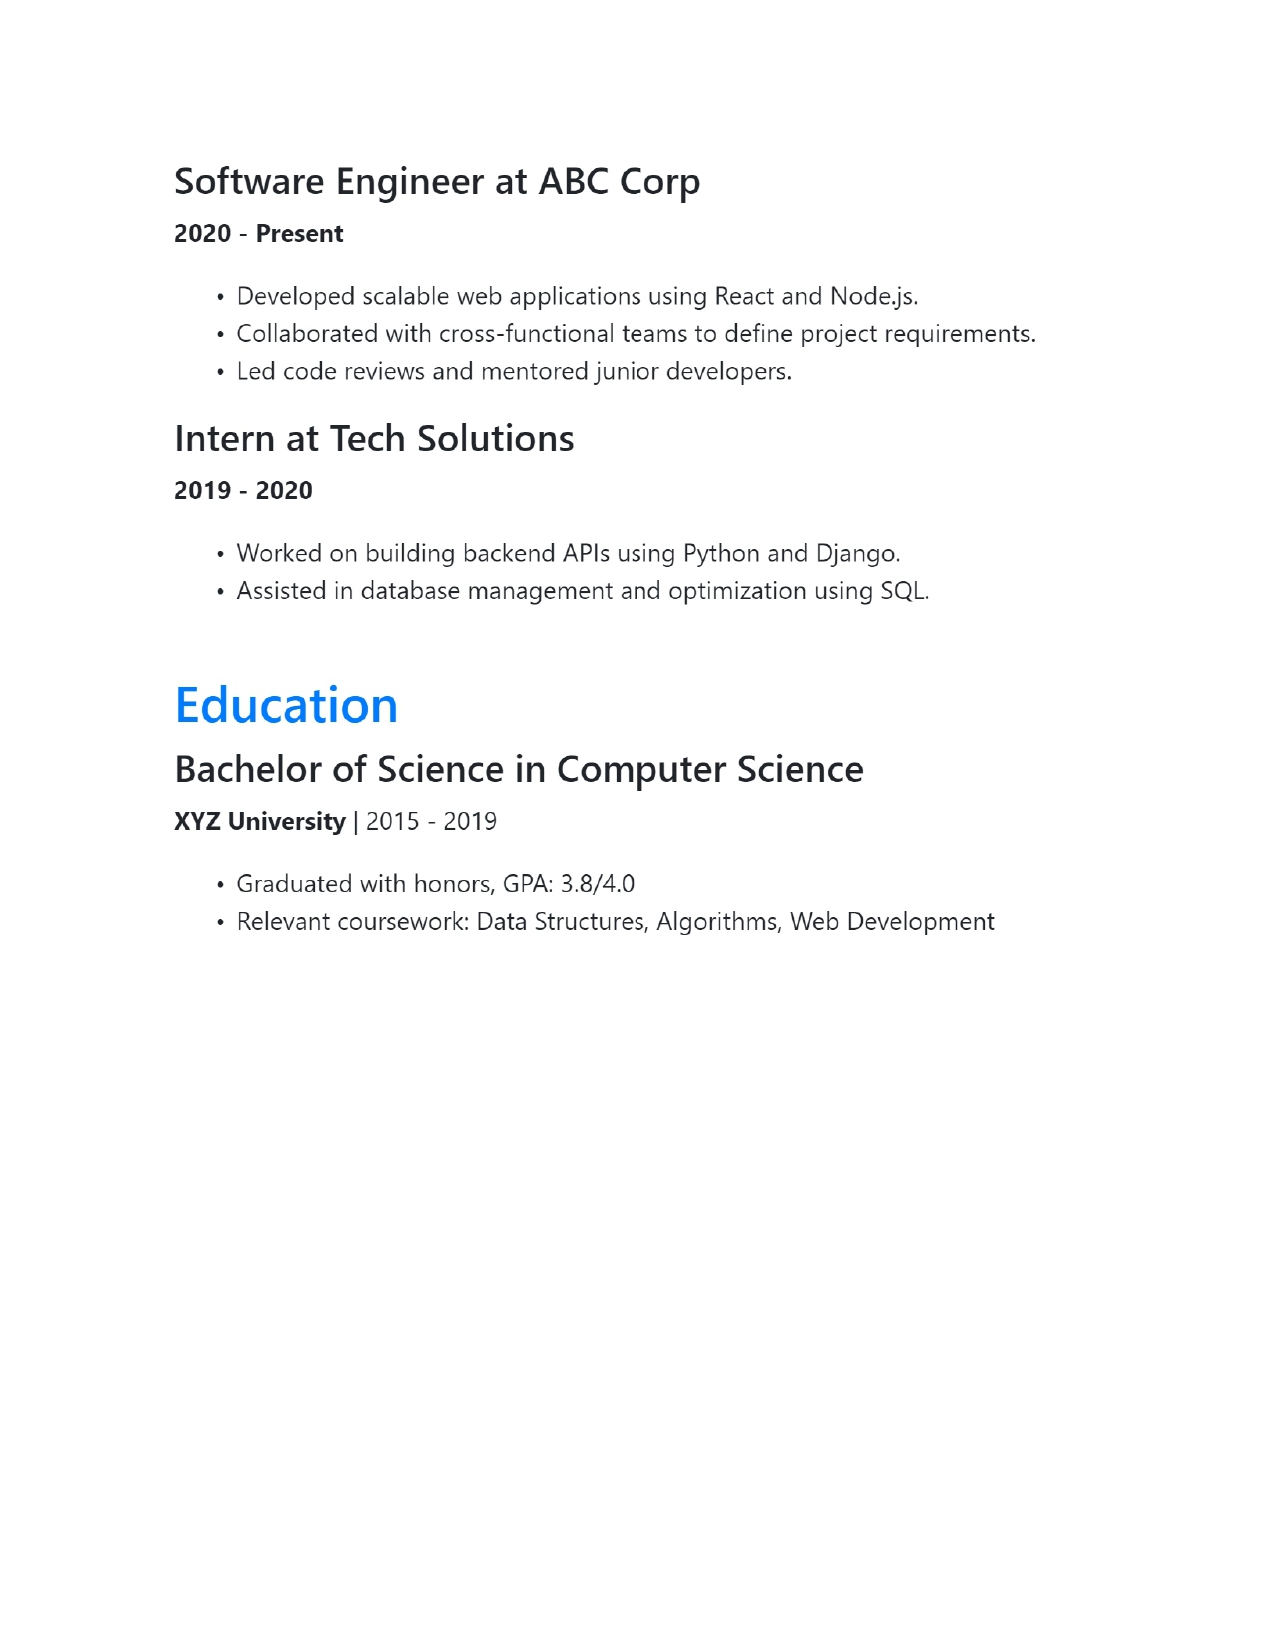 Software Engineer at ABC Corp
2020 - Present
• Developed scalable web applications using React and Node.js.
• Collaborated with cross-functional teams to define project requirements.
• Led code reviews and mentored junior developers.
Intern at Tech Solutions
2019 - 2020
• Worked on building backend APIs using Python and Django.
• Assisted in database management and optimization using SQL.
Education
Bachelor of Science in Computer Science
XYZ University | 2015 - 2019
• Graduated with honors, GPA: 3.8/4.0
• Relevant coursework: Data Structures, Algorithms, Web Development